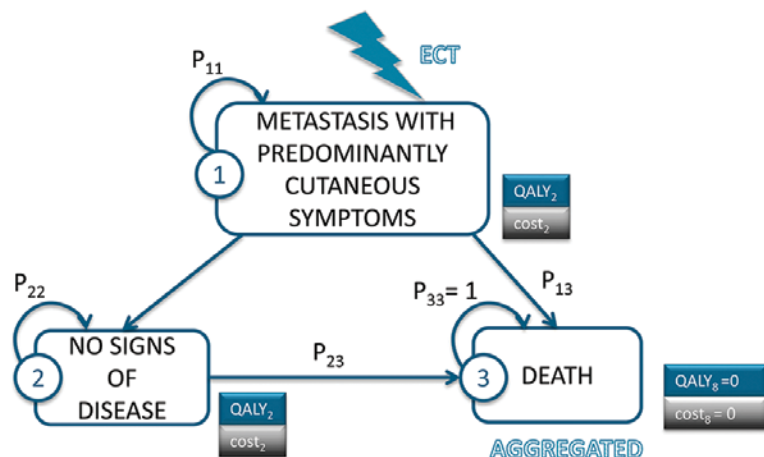 ECT
P₁₁
METASTASIS WITH
PREDOMINANTLY
CUTANEOUS
SYMPTOMS
1
QALY₂
cost₂
P₂₂
P₃₃= 1
P₁₃
NO SIGNS
OF
DISEASE
2
P₂₃
3
DEATH
QALY₂
cost₂
QALY₈=0
cost₈ = 0
AGGREGATED